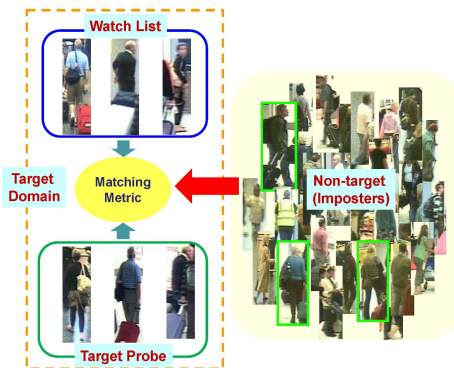 Watch List
Target
Domain
Matching
Metric
Non-target
(Imposters)
Target Probe